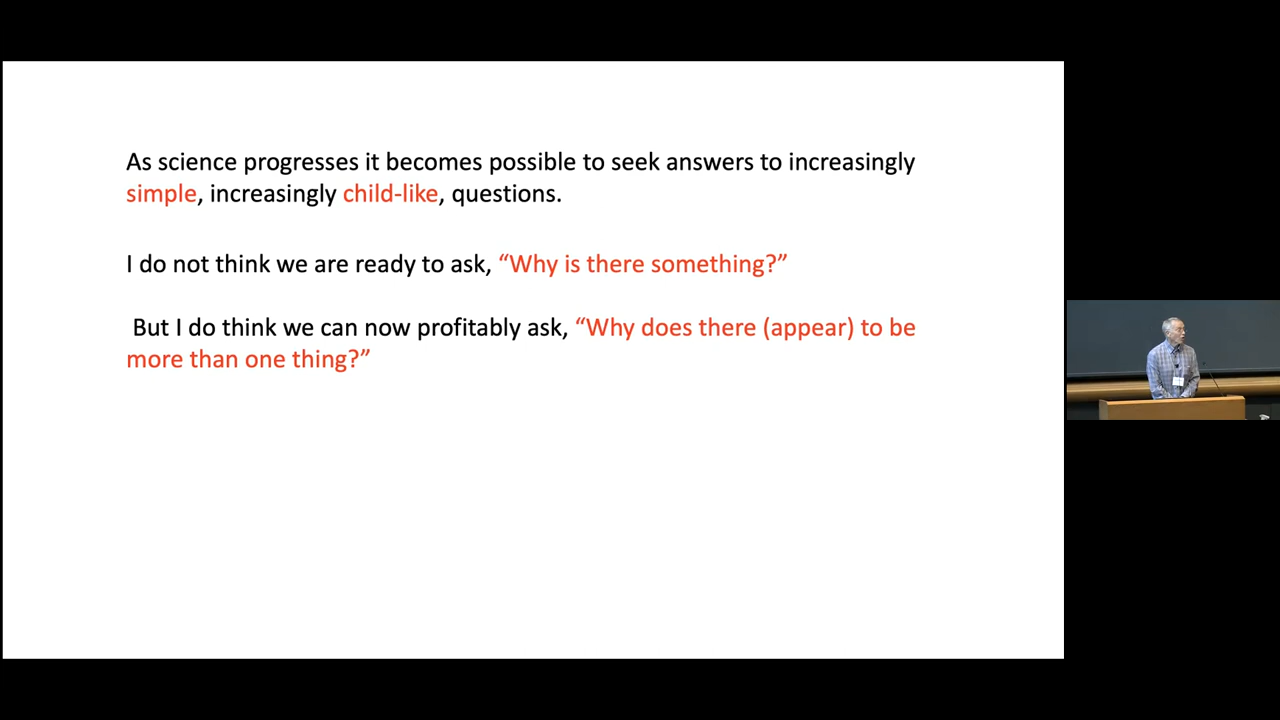 As science progresses it becomes possible to seek answers to increasingly
simple, increasingly child-like, questions.
I do not think we are ready to ask, “Why is there something?”
But I do think we can now profitably ask, “Why does there (appear) to be
more than one thing?”